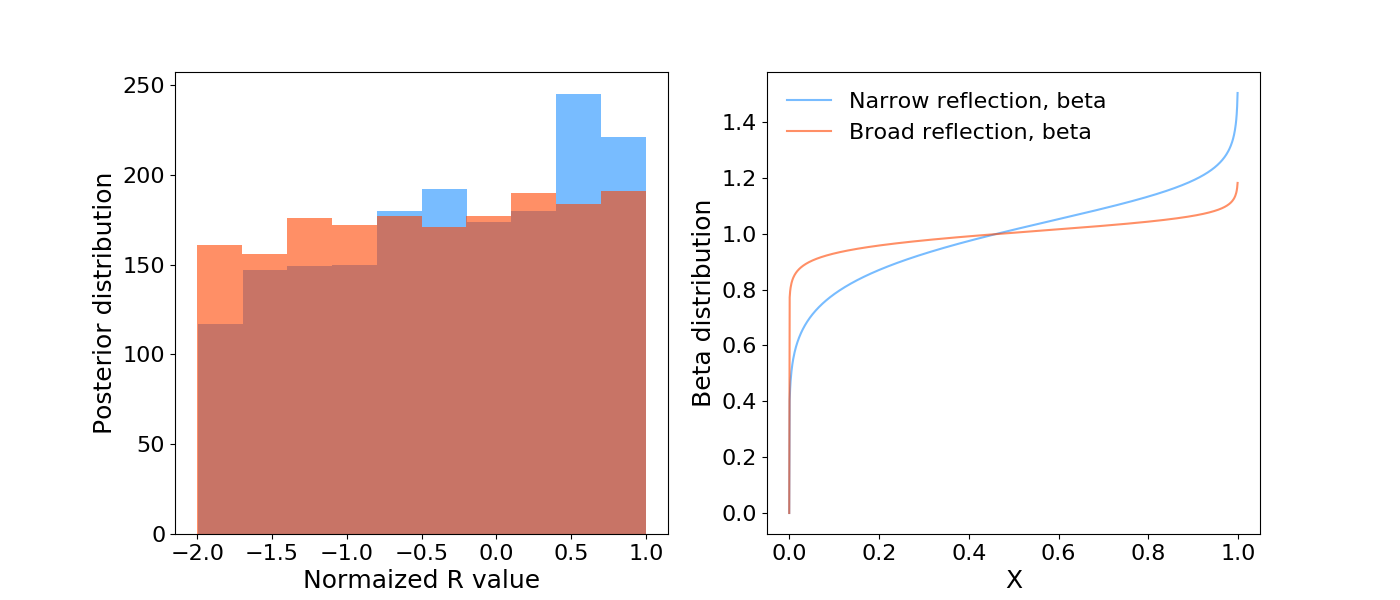 250
200
150
100
50
0
Posterior distribution
−2.0 −1.5 −1.0 −0.5 0.0 0.5 1.0
Normaized R value
Narrow reflection, beta
Broad reflection, beta
1.4
1.2
1.0
0.8
0.6
0.4
0.2
0.0
Beta distribution
0.0 0.2 0.4 0.6 0.8 1.0
X